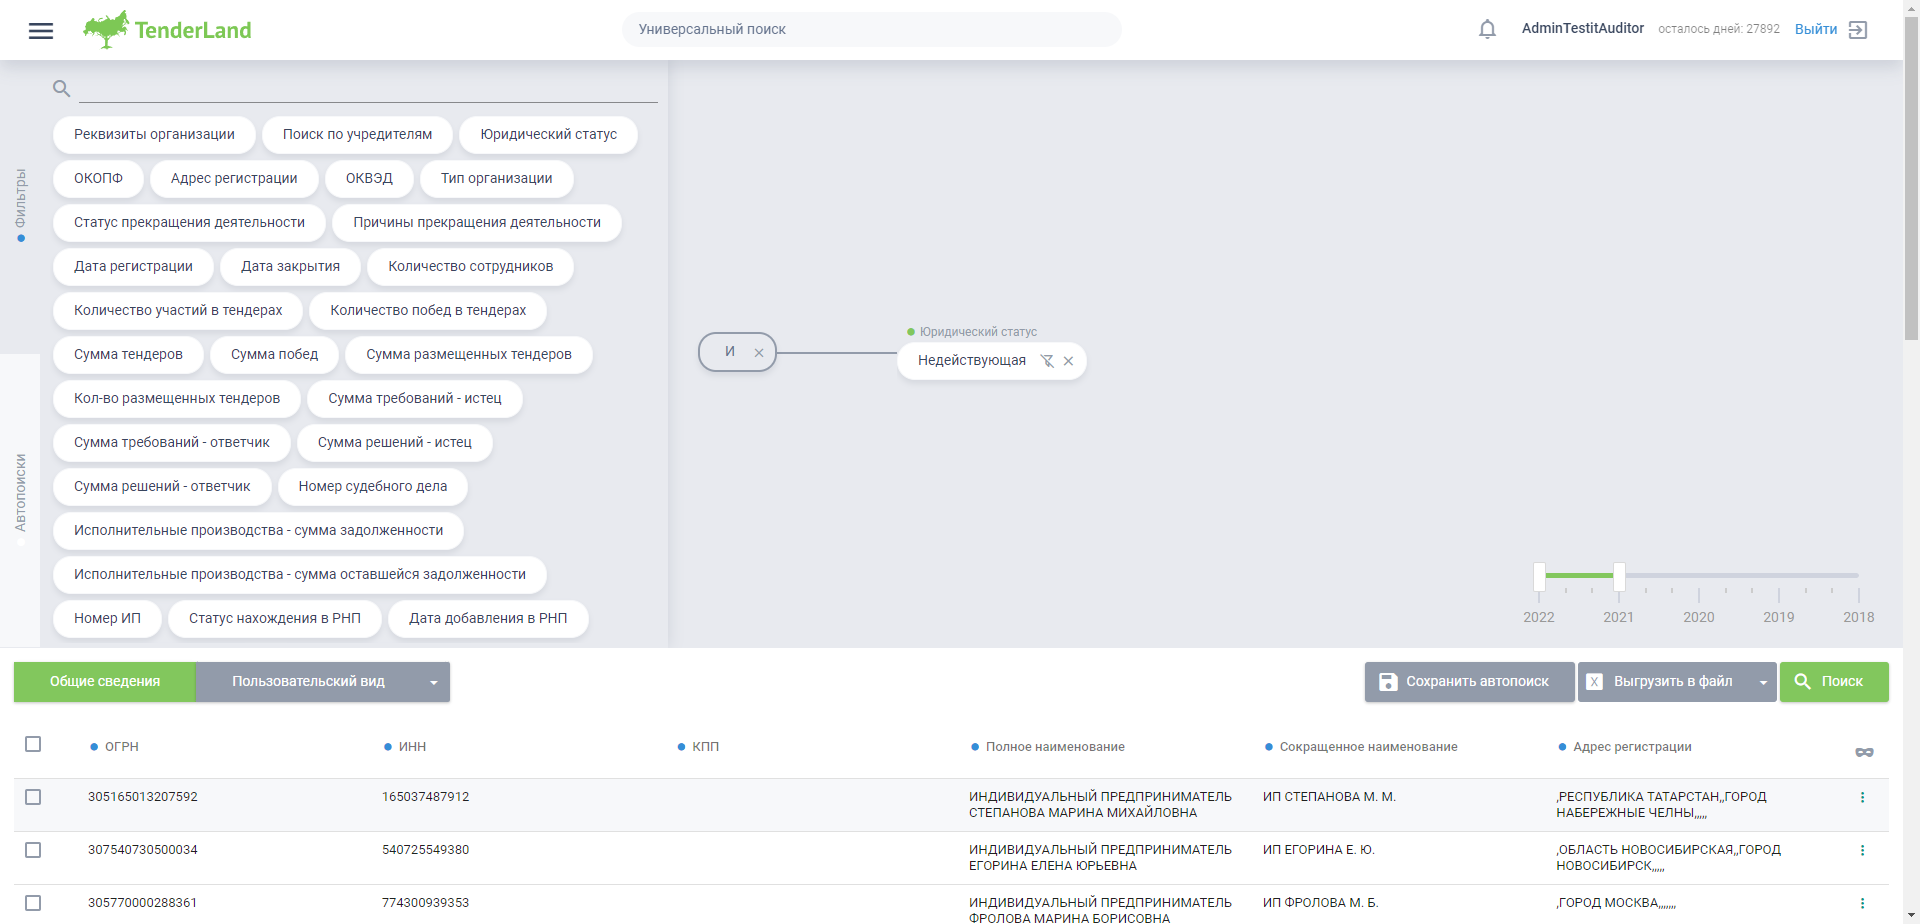 TenderLand
Универсальный поиск
AdminTestitAuditor осталось дней: 27892 Выйти
Фильтры
Автопоиски
Реквизиты организации Поиск по учредителям Юридический статус
ОКОПФ Адрес регистрации ОКВЭД Тип организации
Статус прекращения деятельности Причины прекращения деятельности
Дата регистрации Дата закрытия Количество сотрудников
Количество участий в тендерах Количество побед в тендерах
Сумма тендеров Сумма побед Сумма размещенных тендеров
Кол-во размещенных тендеров Сумма требований - истец
Сумма требований - ответчик Сумма решений - истец
Сумма решений - ответчик Номер судебного дела
Исполнительные производства - сумма задолженности
Исполнительные производства - сумма оставшейся задолженности
Номер ИП Статус нахождения в РНП Дата добавления в РНП
И
Юридический статус
Недействующая
2022 2021 2020 2019 2018
Общие сведения Пользовательский вид
Сохранить автопоиск X Выгрузить в файл Поиск
ОГРН ИНН КПП Полное наименование Сокращенное наименование Адрес регистрации
305165013207592 165037487912 ИНДИВИДУАЛЬНЫЙ ПРЕДПРИНИМАТЕЛЬ ИП СТЕПАНОВА М. М. ,РЕСПУБЛИКА ТАТАРСТАН,,ГОРОД
СТЕПАНОВА МАРИНА МИХАЙЛОВНА НАБЕРЕЖНЫЕ ЧЕЛНЫ,,,,,
307540730500034 540725549380 ИНДИВИДУАЛЬНЫЙ ПРЕДПРИНИМАТЕЛЬ ИП ЕГОРИНА Е. Ю. ,ОБЛАСТЬ НОВОСИБИРСКАЯ,,ГОРОД
ЕГОРИНА ЕЛЕНА ЮРЬЕВНА НОВОСИБИРСК,,,,,
305770000288361 774300939353 ИНДИВИДУАЛЬНЫЙ ПРЕДПРИНИМАТЕЛЬ ИП ФРОЛОВА М. Б. ,ГОРОД МОСКВА,,,,,,,
ФРОЛОВА МАРИНА БОРИСОВНА